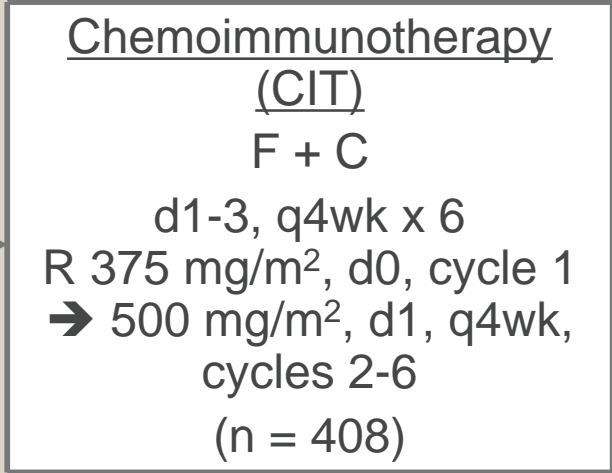 Chemoimmunotherapy
(CIT)
F + C
d1-3, q4wk x 6
R 375 mg/m², d0, cycle 1
➔ 500 mg/m², d1, q4wk,
cycles 2-6
(n = 408)